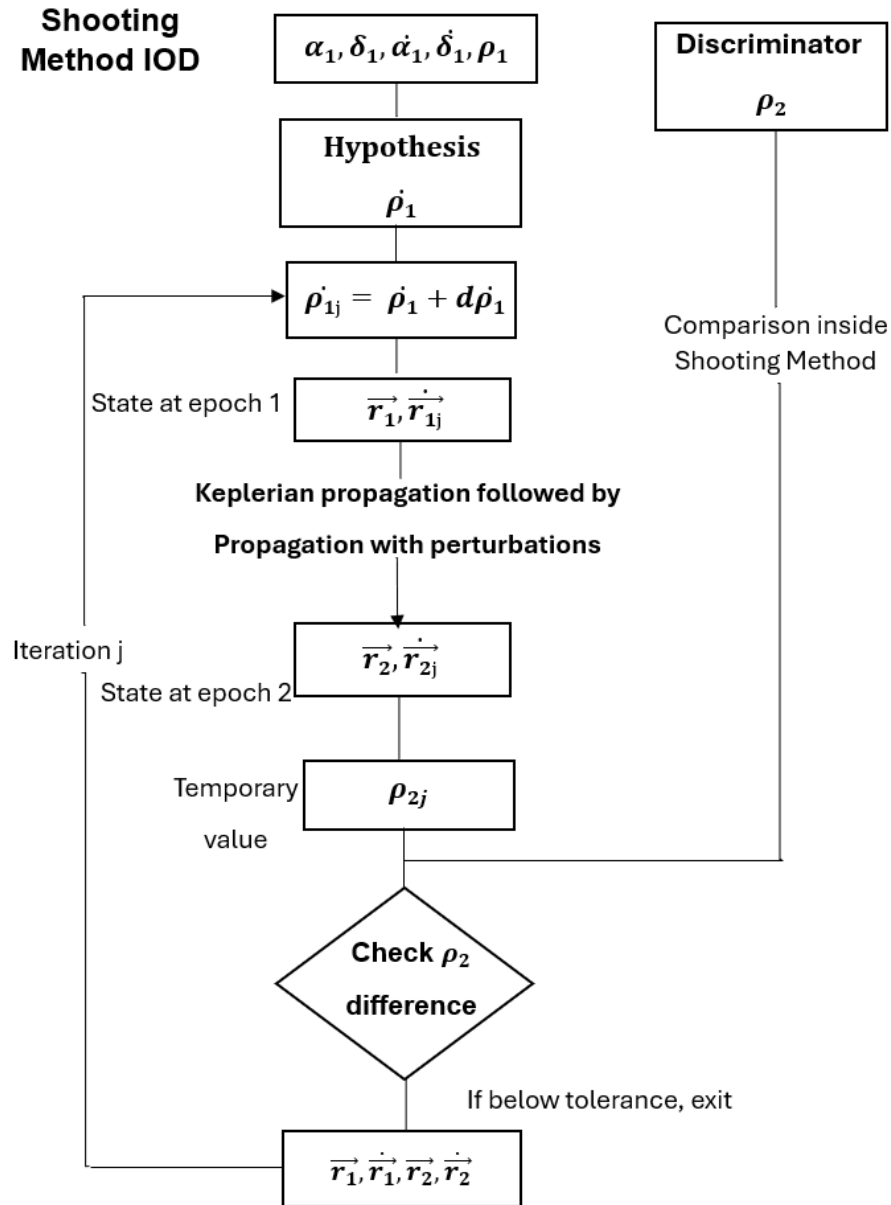 Shooting
Method IOD
α₁, δ₁, α̇₁, δ̇₁, ρ₁
Discriminator
ρ₂
Hypothesis
ρ̇₁
ρ̇₁ⱼ = ρ̇₁ + dρ̇₁
Comparison inside
Shooting Method
State at epoch 1
r⃗₁, ṙ⃗₁ⱼ
Keplerian propagation followed by
Propagation with perturbations
Iteration j
State at epoch 2
r⃗₂, ṙ⃗₂ⱼ
Temporary
value
ρ₂ⱼ
Check ρ₂
difference
If below tolerance, exit
r⃗₁, ṙ⃗₁, r⃗₂, ṙ⃗₂